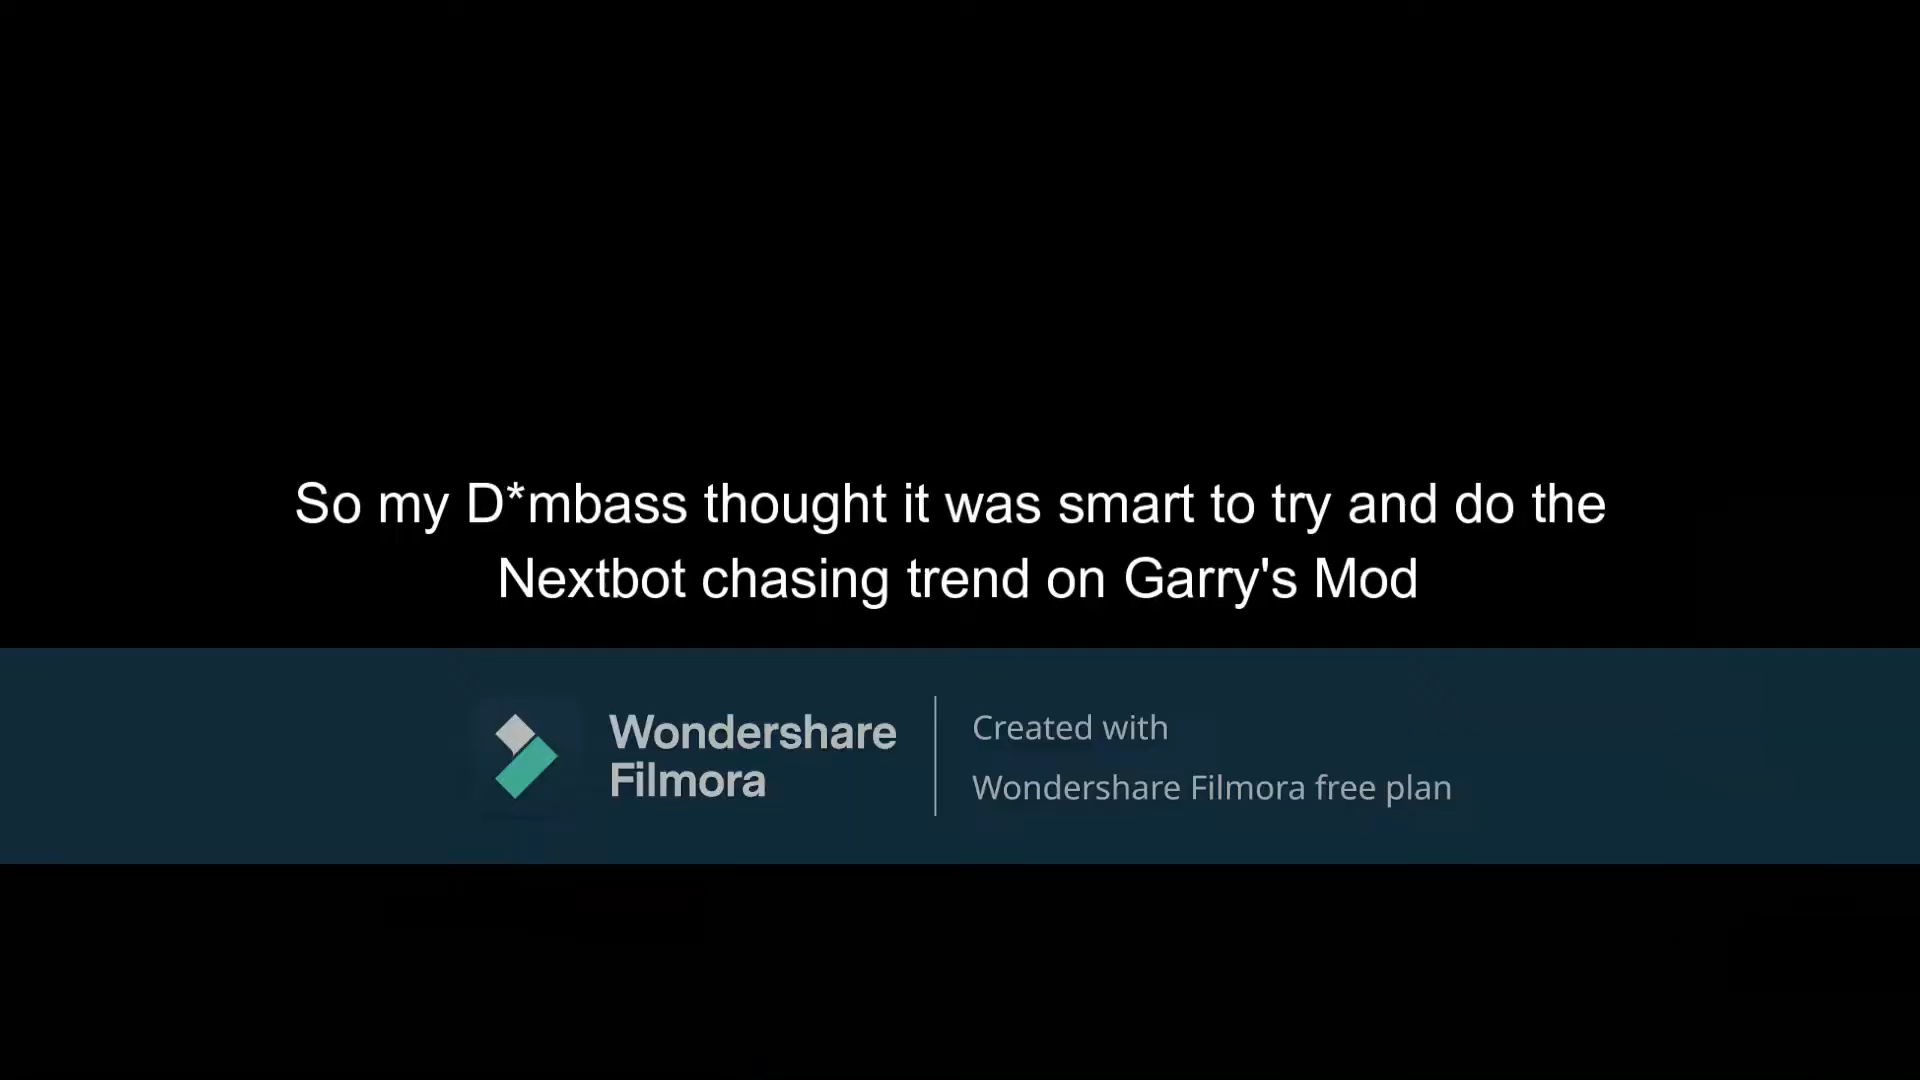 So my D*mbass thought it was smart to try and do the
Nextbot chasing trend on Garry's Mod
Wondershare
Filmora
Created with
Wondershare Filmora free plan